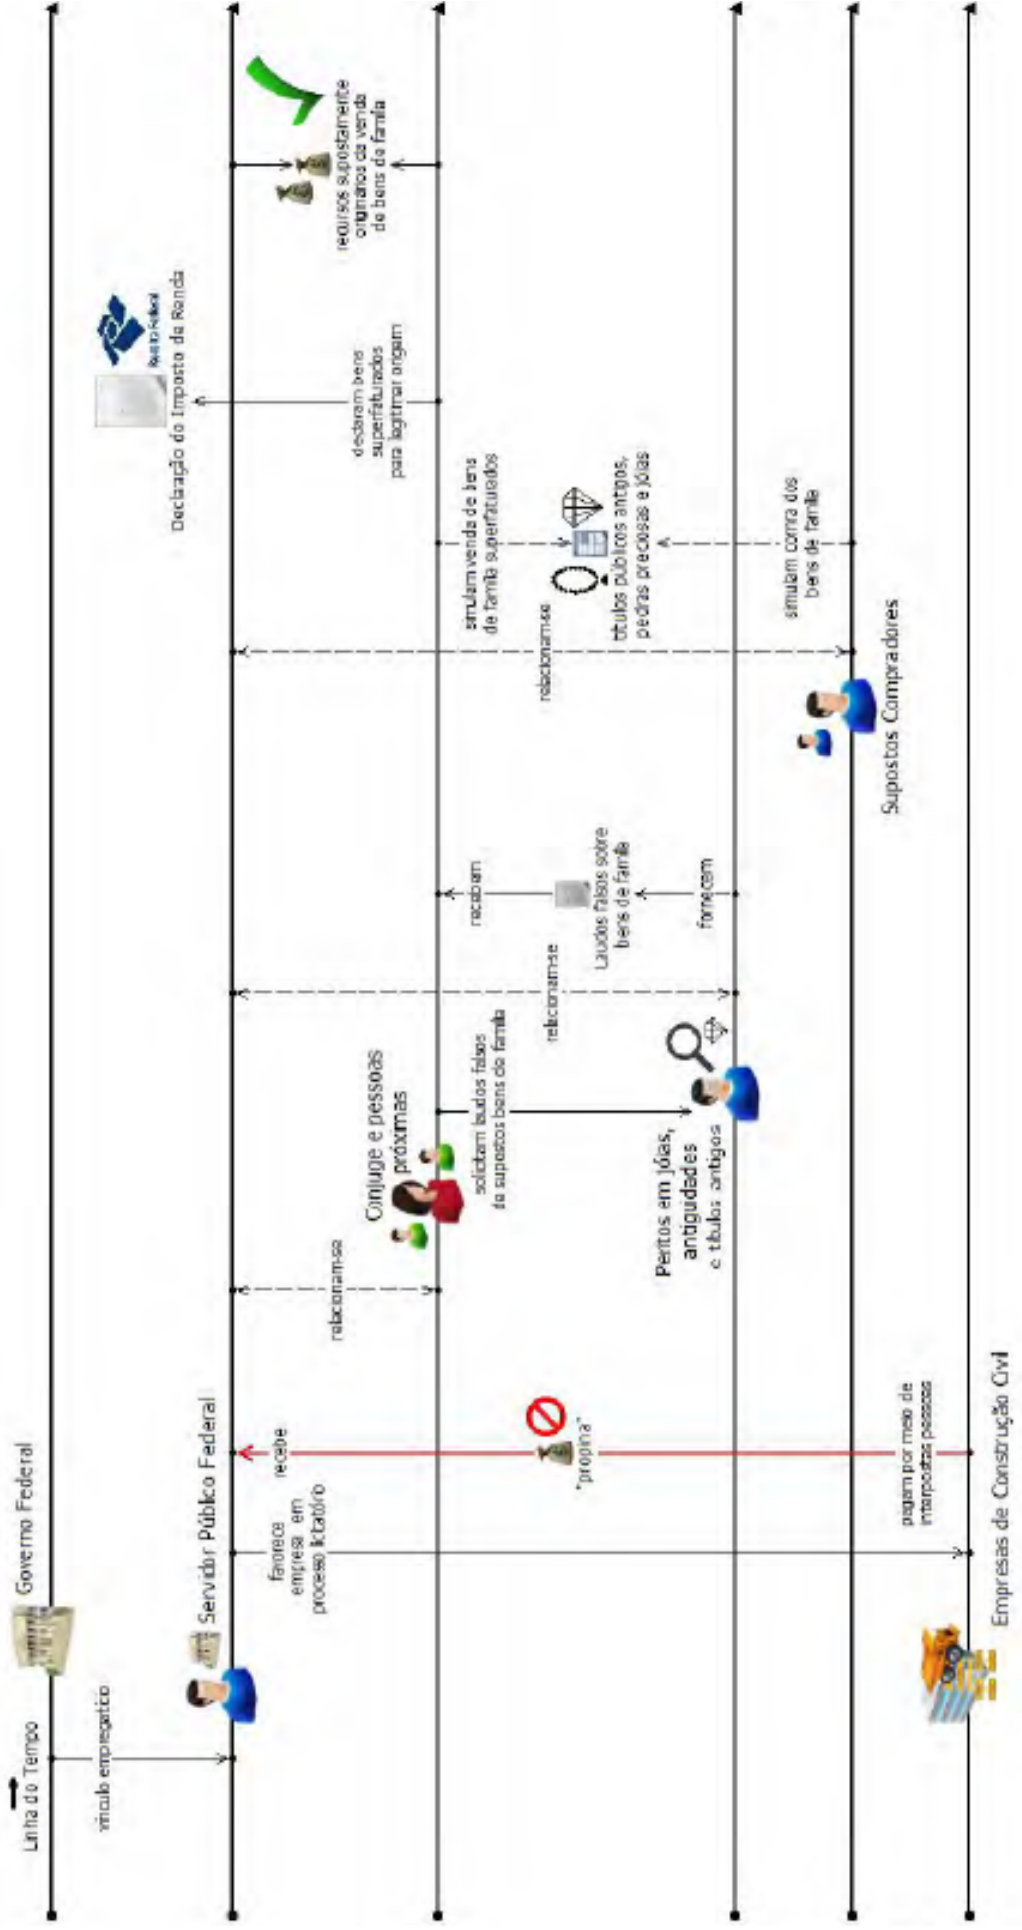 Linha do Tempo
Governo Federal
vínculo empregatício
Servidor Público Federal
favorece
empresa em
processo licitatório
recebe
"propina"
pagam por meio de
interpostas pessoas
Empresas de Construção Civil
relacionam-se
Conjuge e pessoas
próximas
solicitam laudos falsos
de supostos bens de família
Peritos em jóias,
antiguidades
e títulos antigos
relacionam-se
recebem
Laudos falsos sobre
bens de família
fornecem
Supostos Compradores
relacionam-se
simulam venda de bens
de família superfaturados
títulos públicos antigos,
pedras preciosas e jóias
simulam compra dos
bens de família
declaram bens
superfaturados
para legitimar origem
Receita Federal
Declaração do Imposto de Renda
recursos supostamente
originários da venda
de bens de família